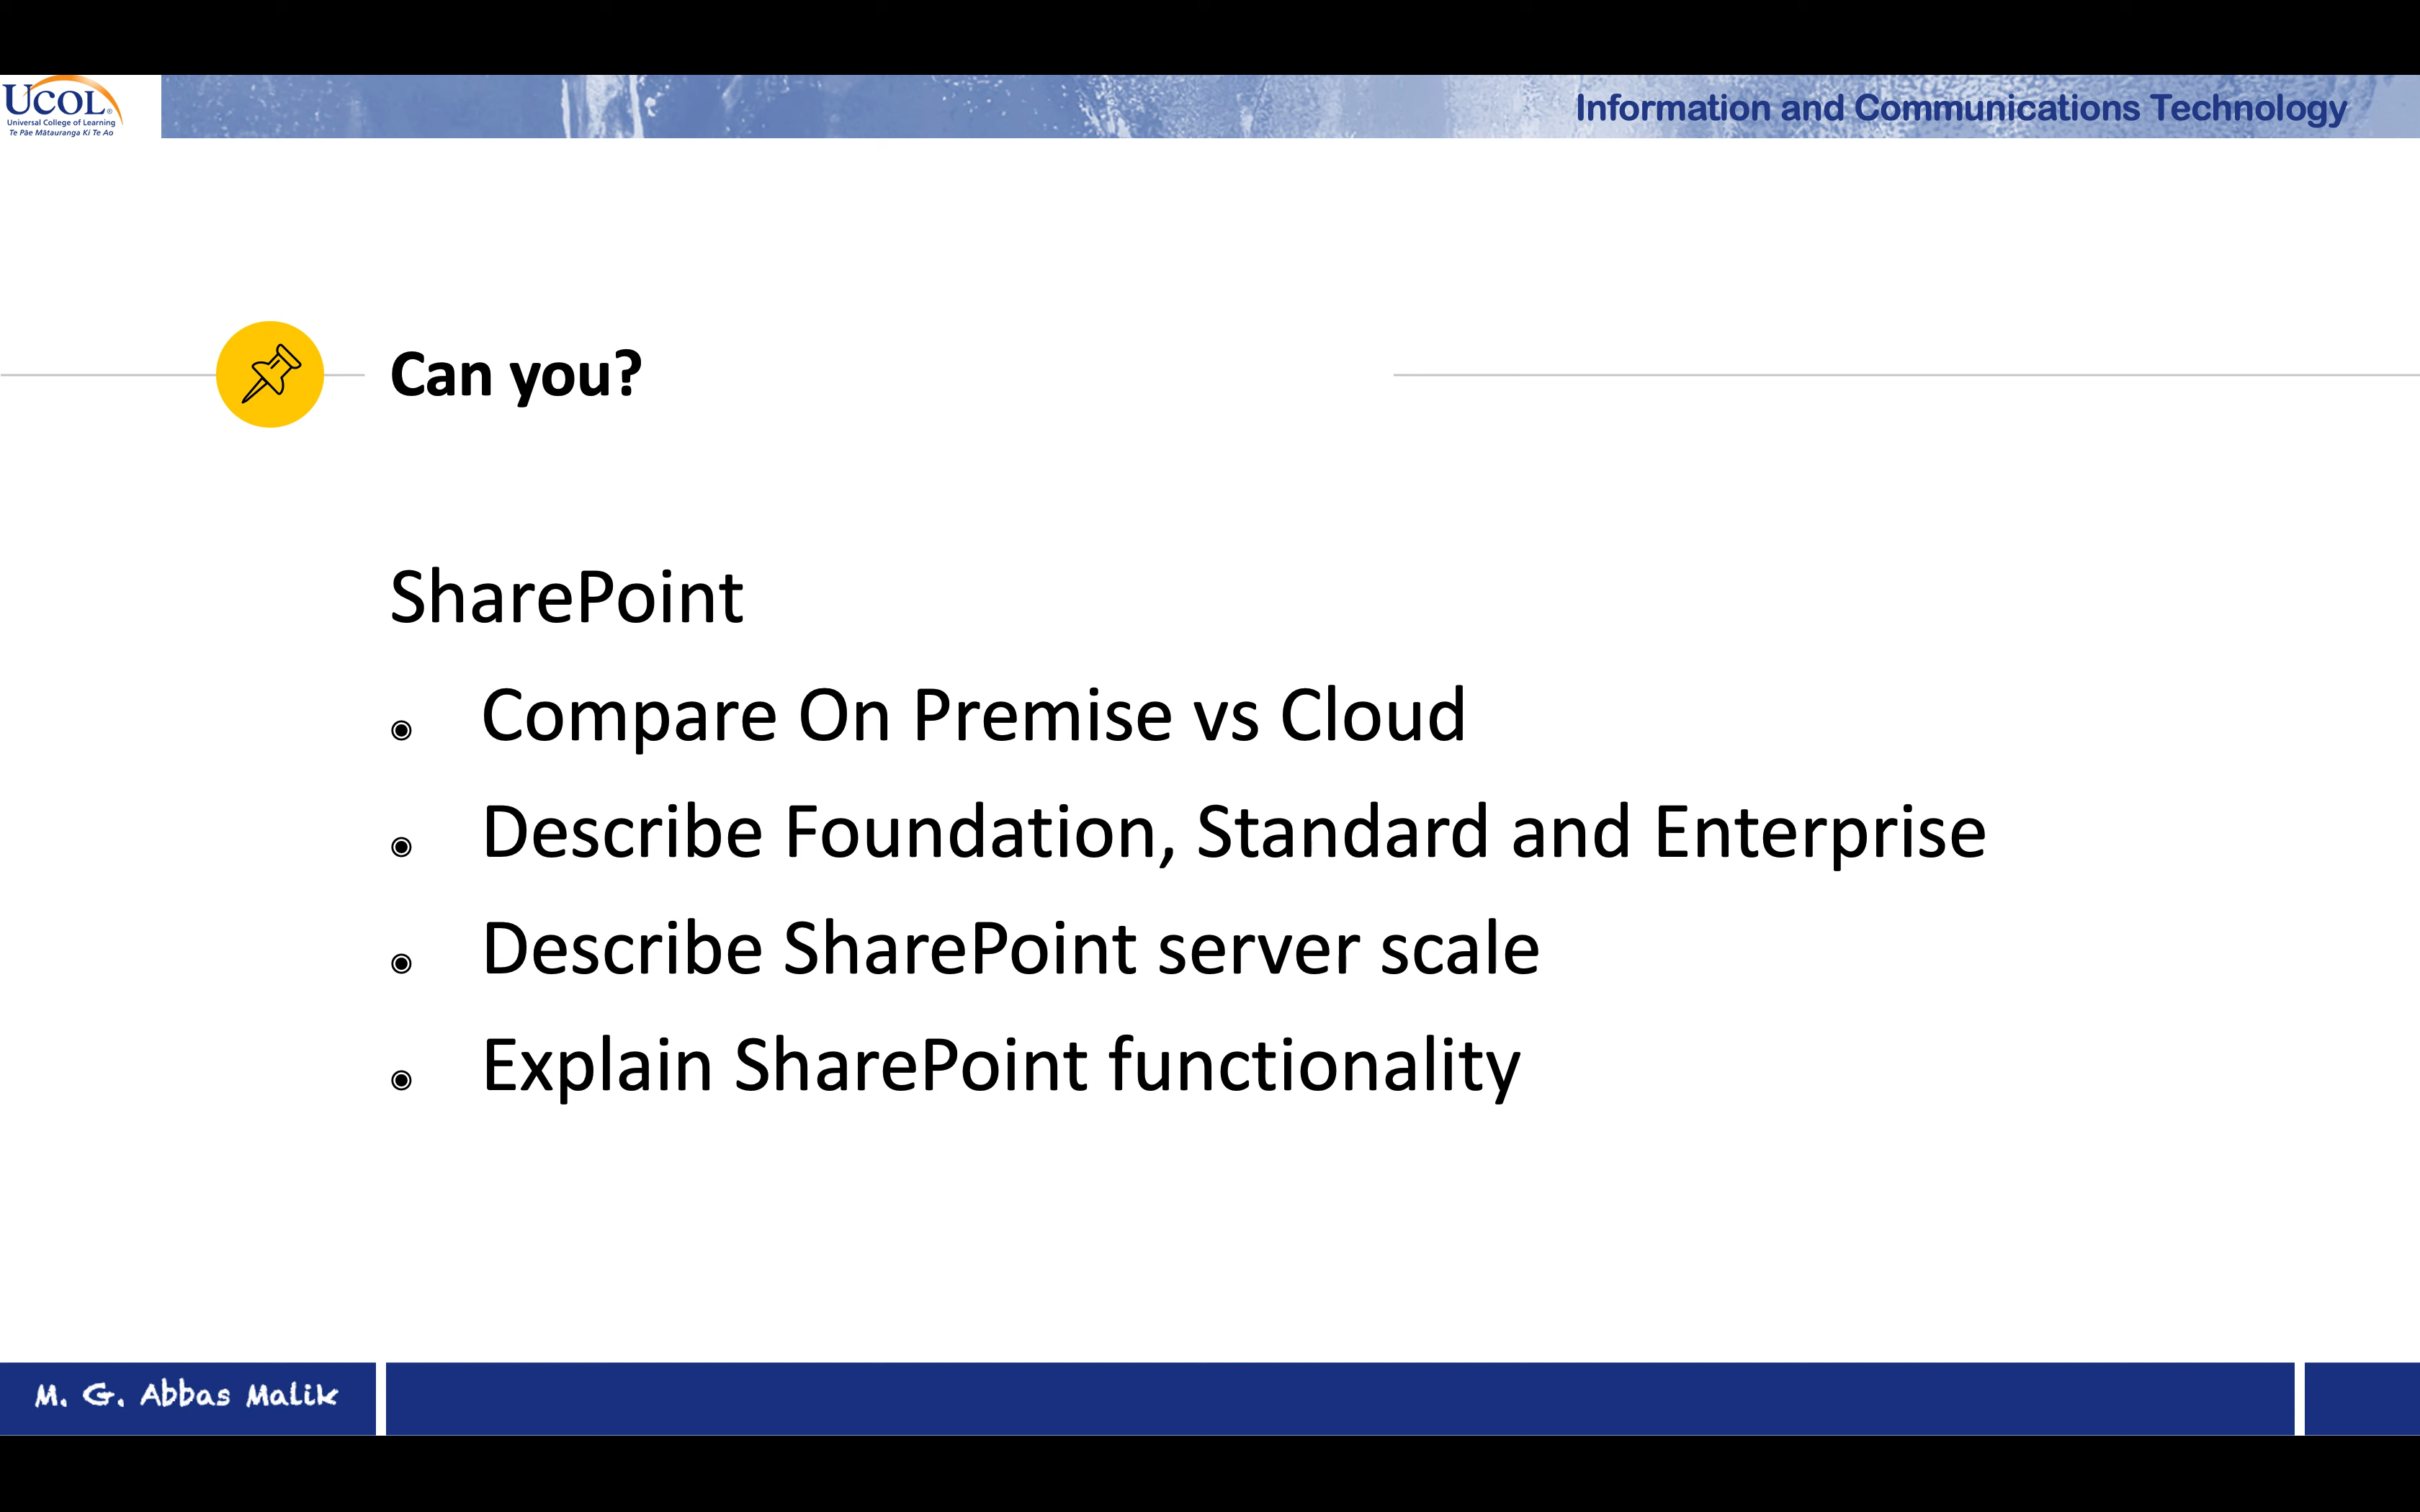 UCOL®
Universal College of Learning
Te Pāe Mātauranga Ki Te Ao
Information and Communications Technology
Can you?
SharePoint
Compare On Premise vs Cloud
Describe Foundation, Standard and Enterprise
Describe SharePoint server scale
Explain SharePoint functionality
M. G. Abbas Malik